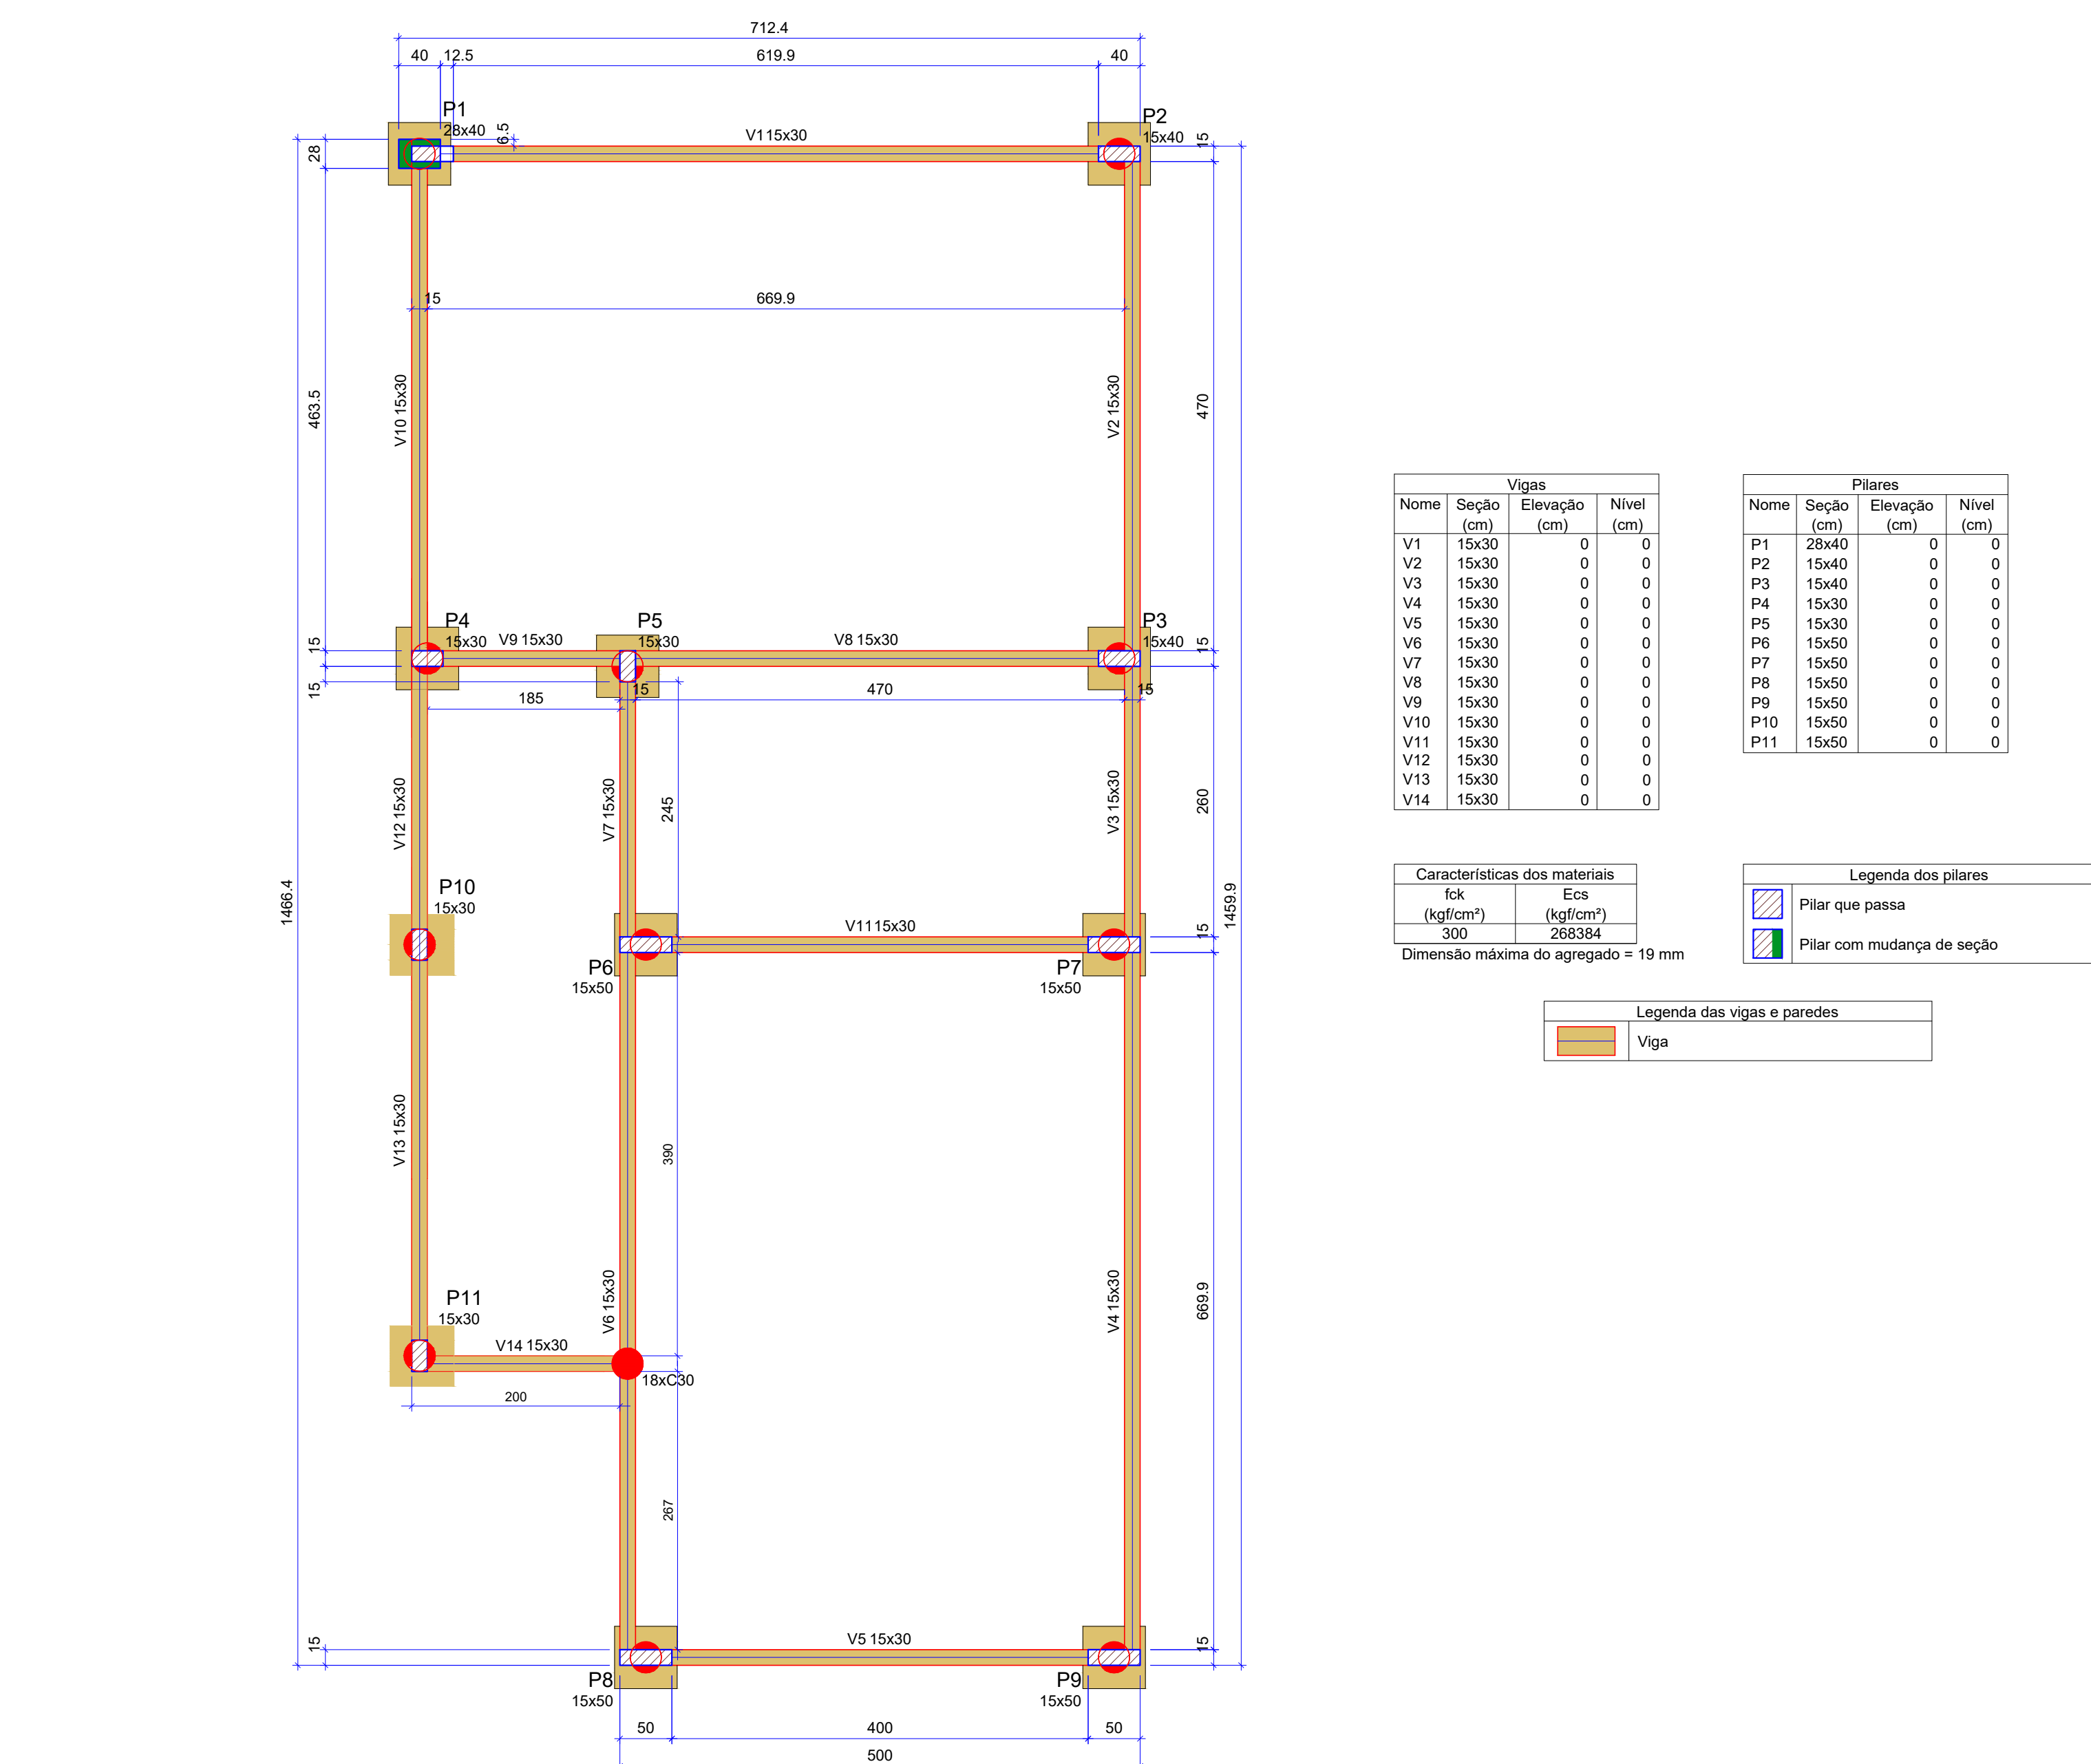 712.4
40 12.5 619.9 40
P1
28x40
6.5
V1 15x30
P2
15x40
15
28
15 669.9
463.5
V10 15x30
V2 15x30
470
P4
15x30
V9 15x30
P5
15x30
V8 15x30
P3
15x40
15
15
15
185
15
470
15
V12 15x30
V7 15x30
245
V3 15x30
260
1466.4
P10
15x30
V11 15x30
15
1459.9
P6
15x50
P7
15x50
V13 15x30
390
P11
15x30
V14 15x30
V6 15x30
V4 15x30
669.9
18xC30
200
267
15
V5 15x30
15
P8
15x50
P9
15x50
50 400 50
500
Vigas
Nome Seção Elevação Nível
(cm) (cm) (cm)
V1 15x30 0 0
V2 15x30 0 0
V3 15x30 0 0
V4 15x30 0 0
V5 15x30 0 0
V6 15x30 0 0
V7 15x30 0 0
V8 15x30 0 0
V9 15x30 0 0
V10 15x30 0 0
V11 15x30 0 0
V12 15x30 0 0
V13 15x30 0 0
V14 15x30 0 0
Pilares
Nome Seção Elevação Nível
(cm) (cm) (cm)
P1 28x40 0 0
P2 15x40 0 0
P3 15x40 0 0
P4 15x30 0 0
P5 15x30 0 0
P6 15x50 0 0
P7 15x50 0 0
P8 15x50 0 0
P9 15x50 0 0
P10 15x50 0 0
P11 15x50 0 0
Características dos materiais
fck Ecs
(kgf/cm²) (kgf/cm²)
300 268384
Dimensão máxima do agregado = 19 mm
Legenda dos pilares
Pilar que passa
Pilar com mudança de seção
Legenda das vigas e paredes
Viga